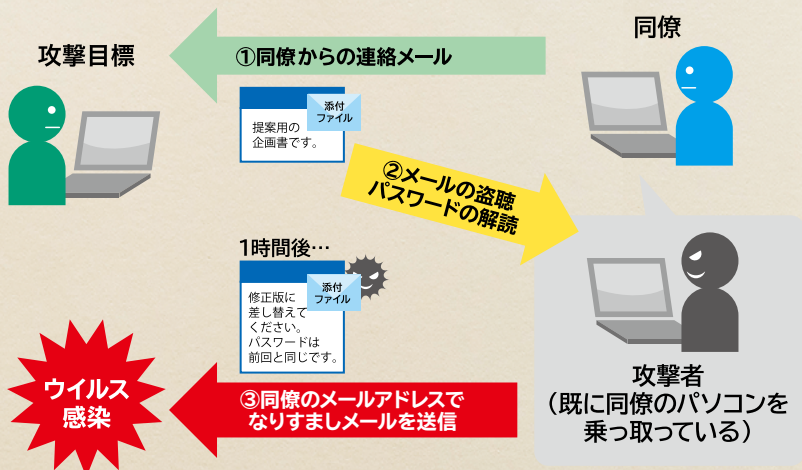 攻撃目標
同僚
①同僚からの連絡メール
添付
ファイル
提案用の
企画書です。
②メールの盗聴
パスワードの解読
1時間後…
添付
ファイル
修正版に
差し替えて
ください。
パスワードは
前回と同じです。
ウイルス
感染
③同僚のメールアドレスで
なりすましメールを送信
攻撃者
（既に同僚のパソコンを
乗っ取っている）